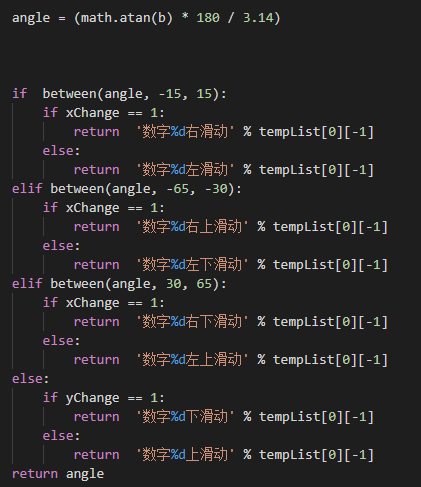 angle = (math.atan(b) * 180 / 3.14)
if  between(angle, -15, 15):
    if xChange == 1:
        return  '数字%d右滑动' % tempList[0][-1]
    else:
        return  '数字%d左滑动' % tempList[0][-1]
elif between(angle, -65, -30):
    if xChange == 1:
        return  '数字%d右上滑动' % tempList[0][-1]
    else:
        return  '数字%d左下滑动' % tempList[0][-1]
elif between(angle, 30, 65):
    if xChange == 1:
        return  '数字%d右下滑动' % tempList[0][-1]
    else:
        return  '数字%d左上滑动' % tempList[0][-1]
else:
    if yChange == 1:
        return  '数字%d下滑动' % tempList[0][-1]
    else:
        return  '数字%d上滑动' % tempList[0][-1]
return angle